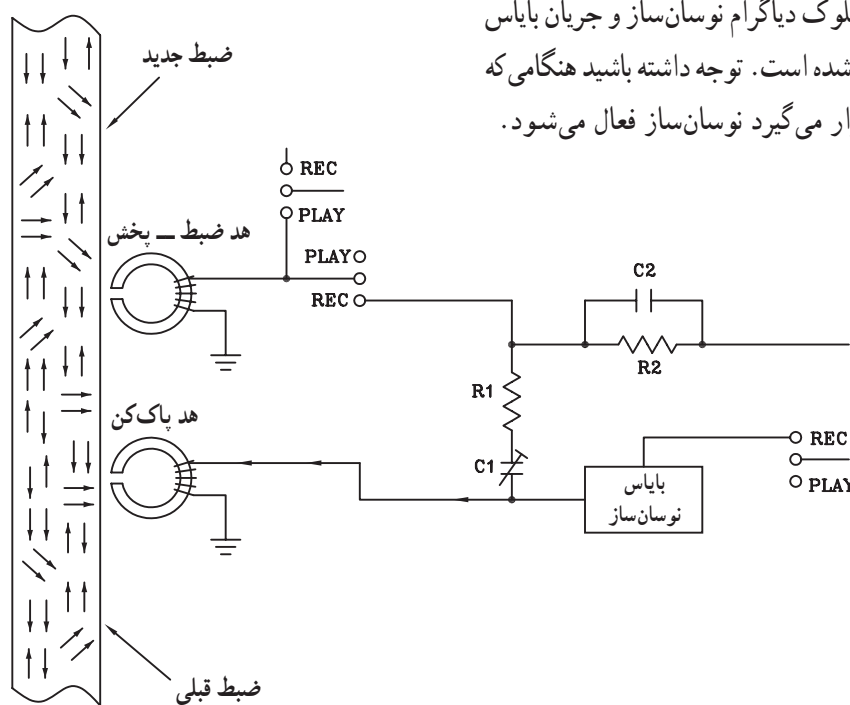 لوک دیاگرام نوسان‌ساز و جریان بایاس
شده است. توجه داشته باشید هنگامی‌که
ار می‌گیرد نوسان‌ساز فعال می‌شود.
ضبط جدید
REC
PLAY
هد ضبط – پخش
PLAY
REC
C2
R2
R1
هد پاک‌کن
C1
REC
PLAY
بایاس
نوسان‌ساز
ضبط قبلی